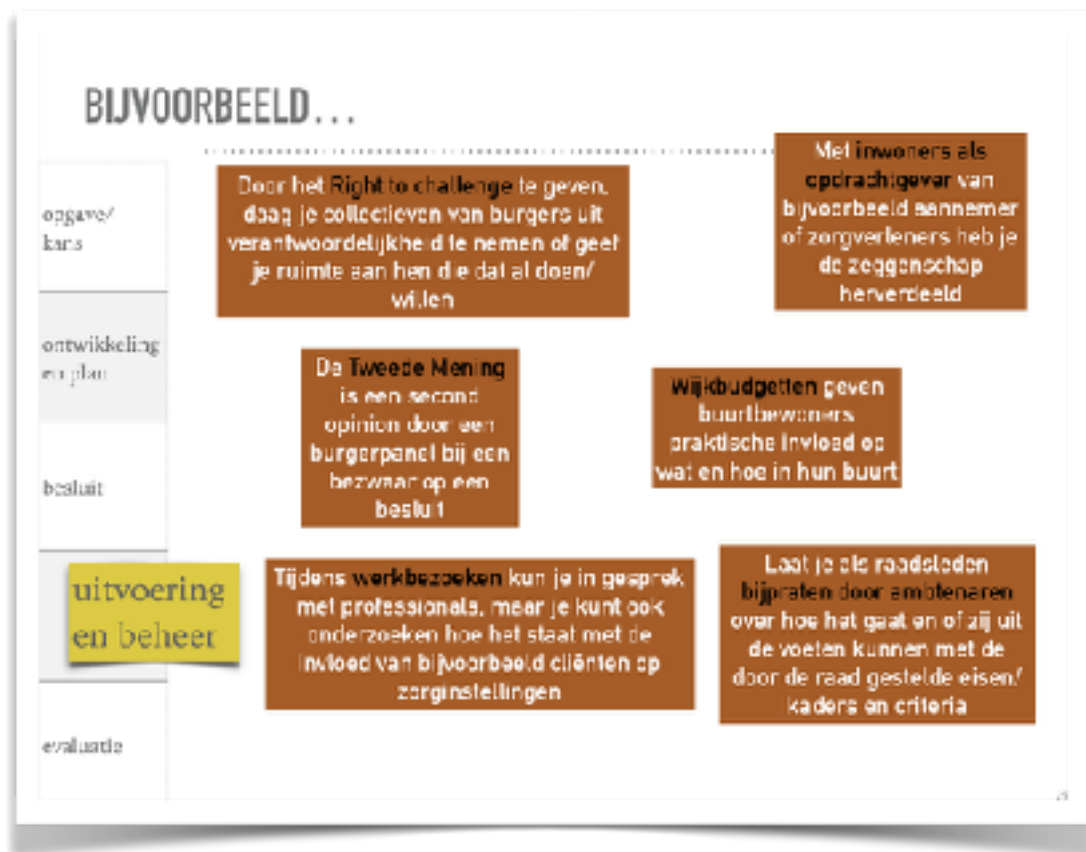 BIJVOORBEELD...
opgave/
kans
ontwikkeling
en plan
besluit
uitvoering
en beheer
evaluatie
Door het Right to challenge te geven,
daag je collectieven van burgers uit
verantwoordelijkheid te nemen of geef
je ruimte aan hen die dat al doen/
willen
Met inwoners als
opdrachtgever van
bijvoorbeeld aannemer
of zorgverleners heb je
de zeggenschap
herverdeeld
De Tweede Mening
is een second
opinion door een
burgerpanel bij een
bezwaar op een
besluit
Wijkbudgetten geven
buurtbewoners
praktische invloed op
wat en hoe in hun buurt
Tijdens werkbezoeken kun je in gesprek
met professionals, maar je kunt ook
onderzoeken hoe het staat met de
invloed van bijvoorbeeld cliënten op
zorginstellingen
Laat je als raadsleden
bijpraten door ambtenaren
over hoe het gaat en of zij uit
de voeten kunnen met de
door de raad gestelde eisen/
kaders en criteria